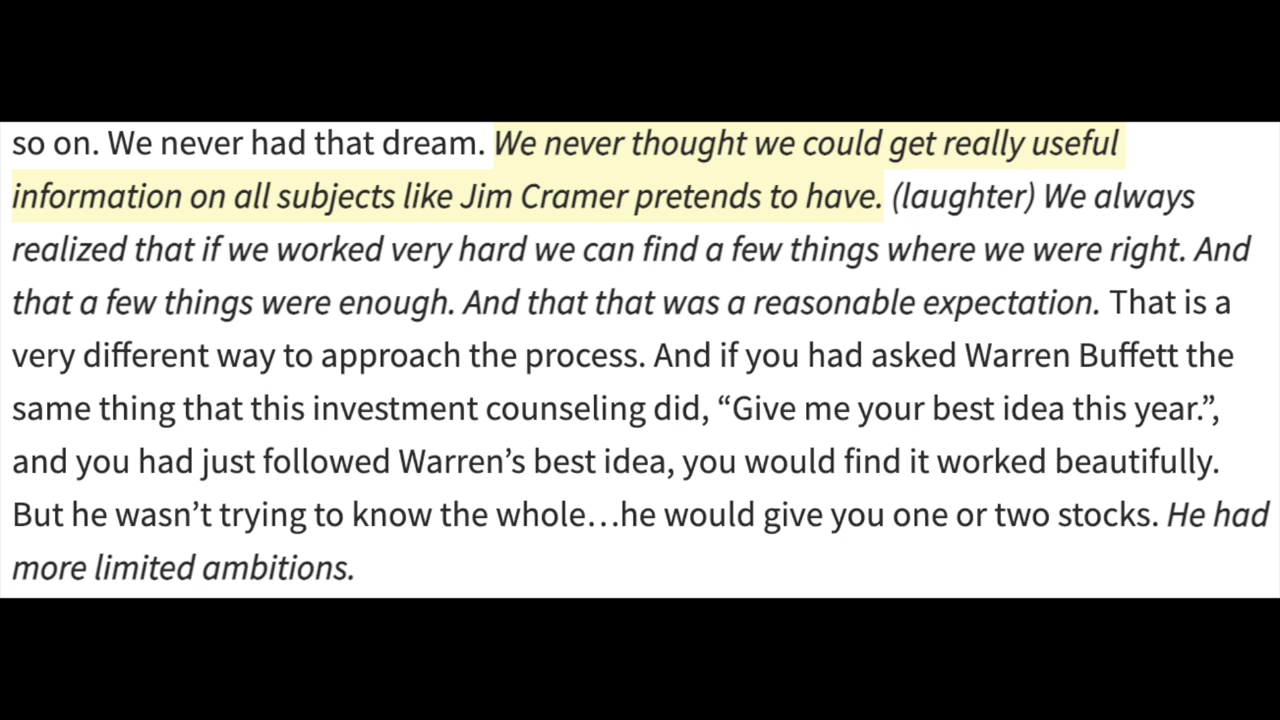 so on. We never had that dream. We never thought we could get really useful
information on all subjects like Jim Cramer pretends to have. (laughter) We always
realized that if we worked very hard we can find a few things where we were right. And
that a few things were enough. And that that was a reasonable expectation. That is a
very different way to approach the process. And if you had asked Warren Buffett the
same thing that this investment counseling did, “Give me your best idea this year.”,
and you had just followed Warren’s best idea, you would find it worked beautifully.
But he wasn’t trying to know the whole…he would give you one or two stocks. He had
more limited ambitions.